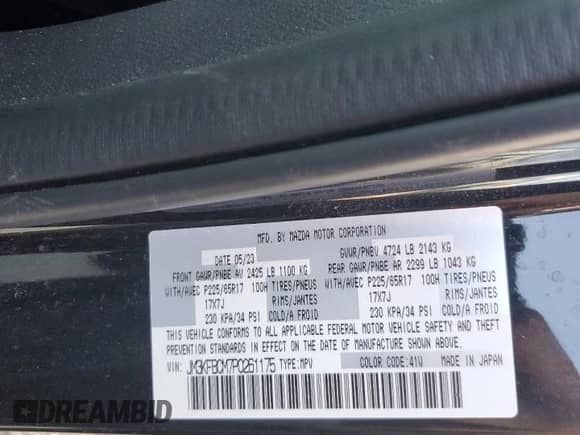 MFD. BY MAZDA MOTOR CORPORATION
DATE 05/23 GVWR/PNBV 4724 LB 2143 KG
FRONT GAWR/PNBE AV 2425 LB 1100 KG REAR GAWR/PNBE AR 2299 LB 1043 KG
WITH/AVEC P225/65R17 100H TIRES/PNEUS WITH/AVEC P225/65R17 100H TIRES/PNEUS
17X7J RIMS/JANTES 17X7J RIMS/JANTES
230 KPA/34 PSI COLD/A FROID 230 KPA/34 PSI COLD/A FROID
THIS VEHICLE CONFORMS TO ALL APPLICABLE FEDERAL MOTOR VEHICLE SAFETY AND THEFT
PREVENTION STANDARDS IN EFFECT ON THE DATE OF MANUFACTURE SHOWN ABOVE.
VIN: JM3KFBCM7P0261175 TYPE:MPV COLOR CODE:41U MADE IN JAPAN
DREAMBID